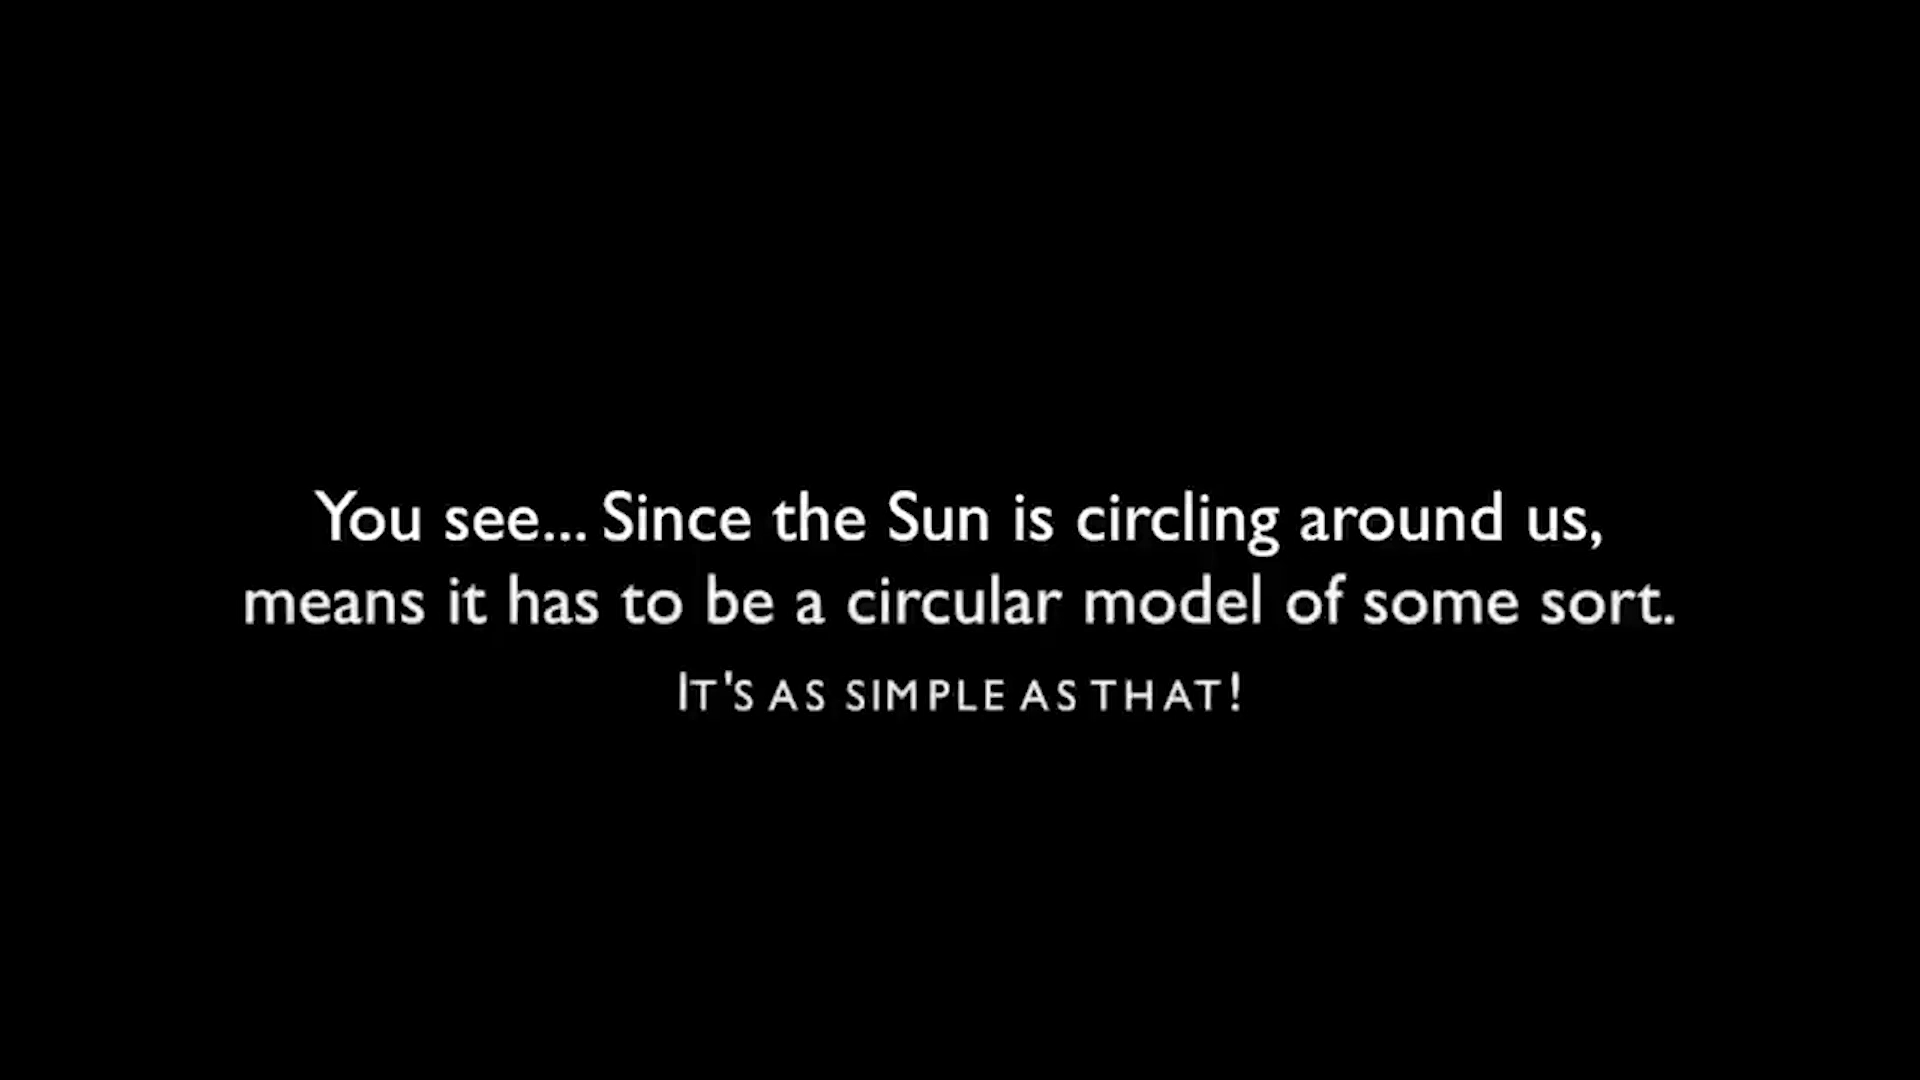 You see... Since the Sun is circling around us,
means it has to be a circular model of some sort.
IT'S AS SIMPLE AS THAT!